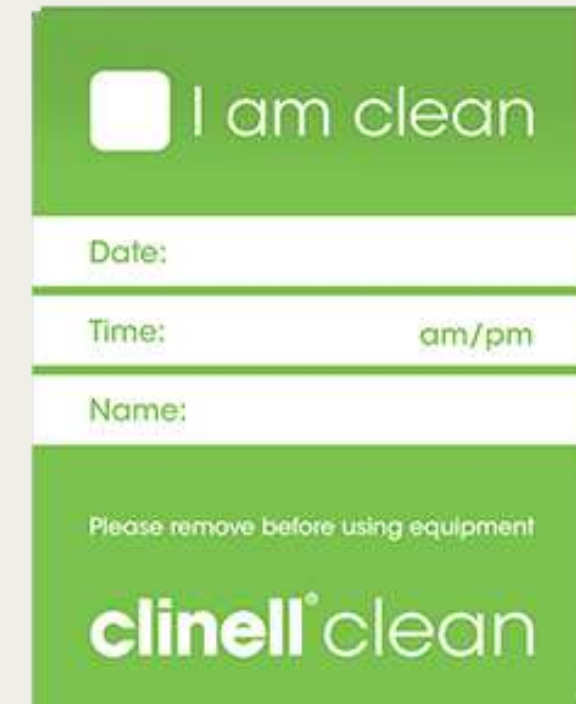 I am clean
Date:
Time: am/pm
Name:
Please remove before using equipment
clinell® clean